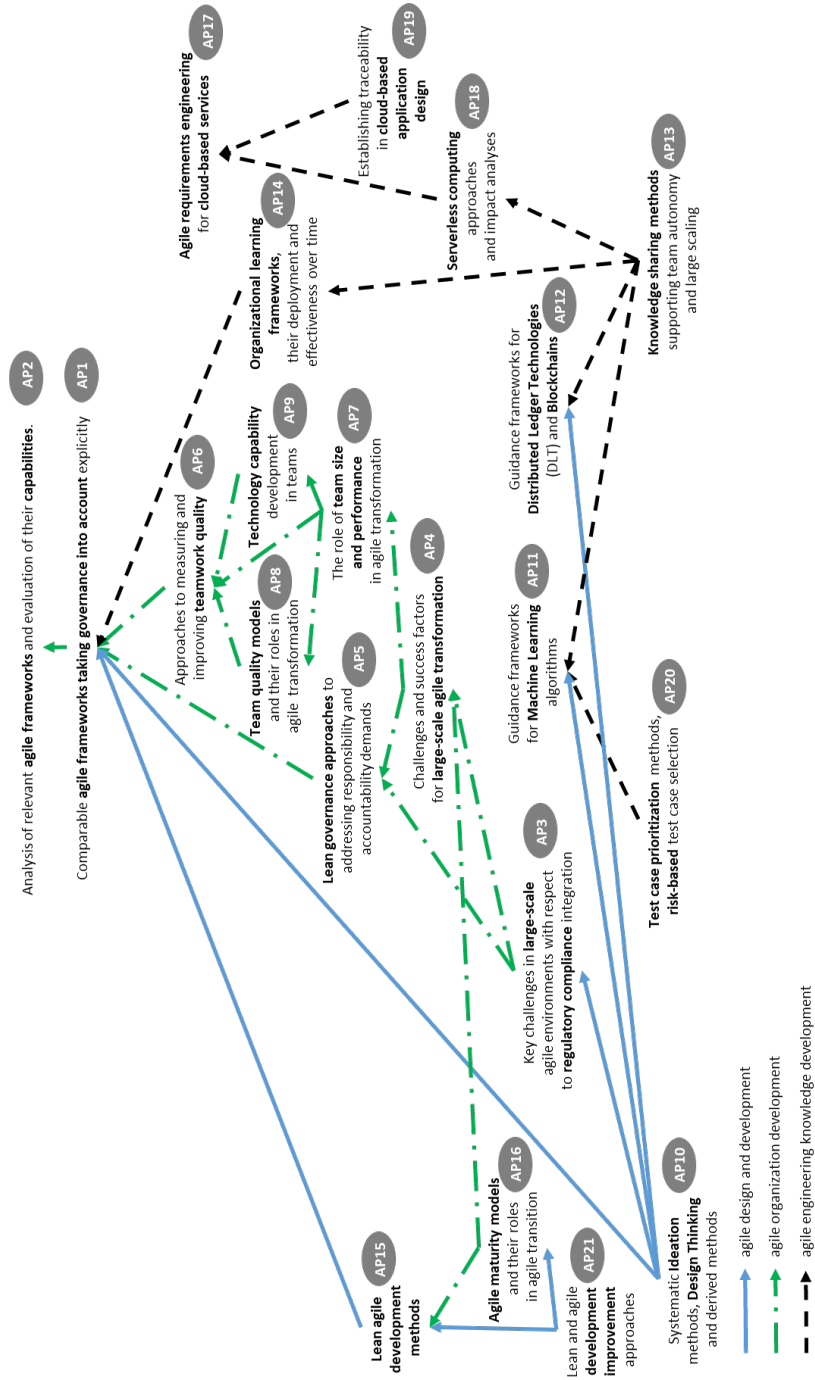 Analysis of relevant agile frameworks and evaluation of their capabilities.
AP2
Comparable agile frameworks taking governance into account explicitly
AP1
Agile requirements engineering
for cloud-based services
AP17
Approaches to measuring and
improving teamwork quality
AP6
Organizational learning
frameworks,
their deployment and
effectiveness over time
AP14
Establishing traceability
in cloud-based
application
design
AP19
Team quality models
and their roles in
agile transformation
AP8
Technology capability
development
in teams
AP9
Lean governance approaches to
addressing responsibility and
accountability demands
AP5
The role of team size
and performance
in agile transformation
AP7
Serverless computing
approaches
and impact analyses
AP18
Lean agile
development
methods
AP15
Challenges and success factors
for large-scale agile transformation
AP4
Agile maturity models
and their roles
in agile transition
AP16
Key challenges in large-scale
agile environments with respect
to regulatory compliance integration
AP3
Guidance frameworks
for Machine Learning
algorithms
AP11
Guidance frameworks for
Distributed Ledger Technologies
(DLT) and Blockchains
AP12
Lean and agile
development
improvement
approaches
AP21
Systematic Ideation
methods, Design Thinking
and derived methods
AP10
Test case prioritization methods,
risk-based test case selection
AP20
Knowledge sharing methods
supporting team autonomy
and large scaling
AP13
agile design and development
agile organization development
agile engineering knowledge development